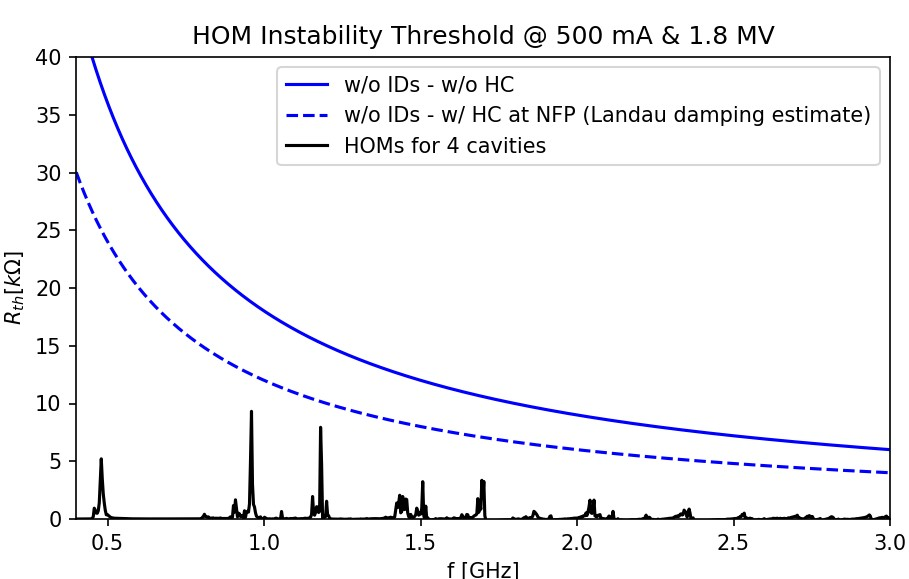 HOM Instability Threshold @ 500 mA & 1.8 MV
40
35
30
25
20
15
10
5
0
R_{th}[kΩ]
w/o IDs - w/o HC
w/o IDs - w/ HC at NFP (Landau damping estimate)
HOMs for 4 cavities
0.5 1.0 1.5 2.0 2.5 3.0
f [GHz]